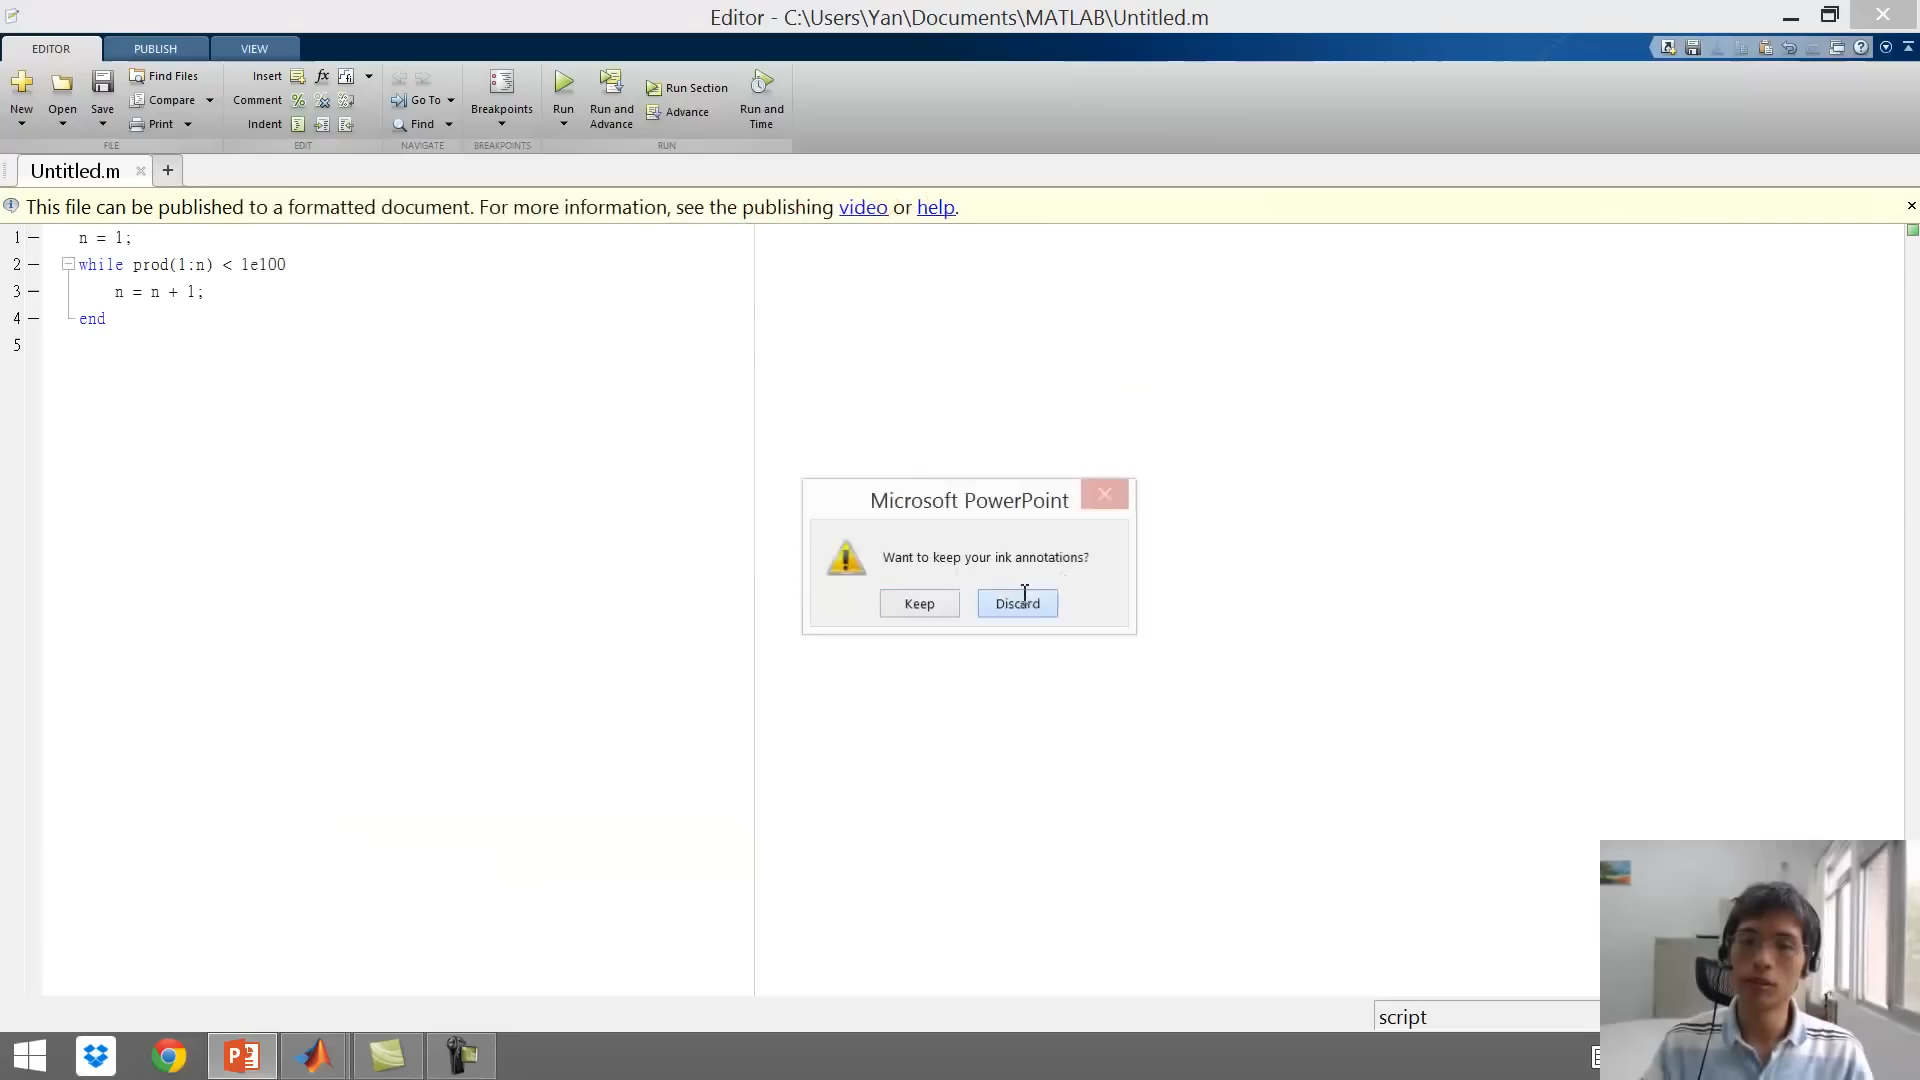 Editor - C:\Users\Yan\Documents\MATLAB\Untitled.m
EDITOR PUBLISH VIEW
New
Open
Save
Find Files
Compare
Print
FILE
Insert
Comment
Indent
EDIT
Go To
Find
NAVIGATE
Breakpoints
BREAKPOINTS
Run
Run and
Advance
Run Section
Advance
Run and
Time
RUN
Untitled.m
This file can be published to a formatted document. For more information, see the publishing video or help.
1 n = 1;
2 while prod(1:n) < 1e100
3 n = n + 1;
4 end
5
Microsoft PowerPoint
Want to keep your ink annotations?
Keep Discard
script